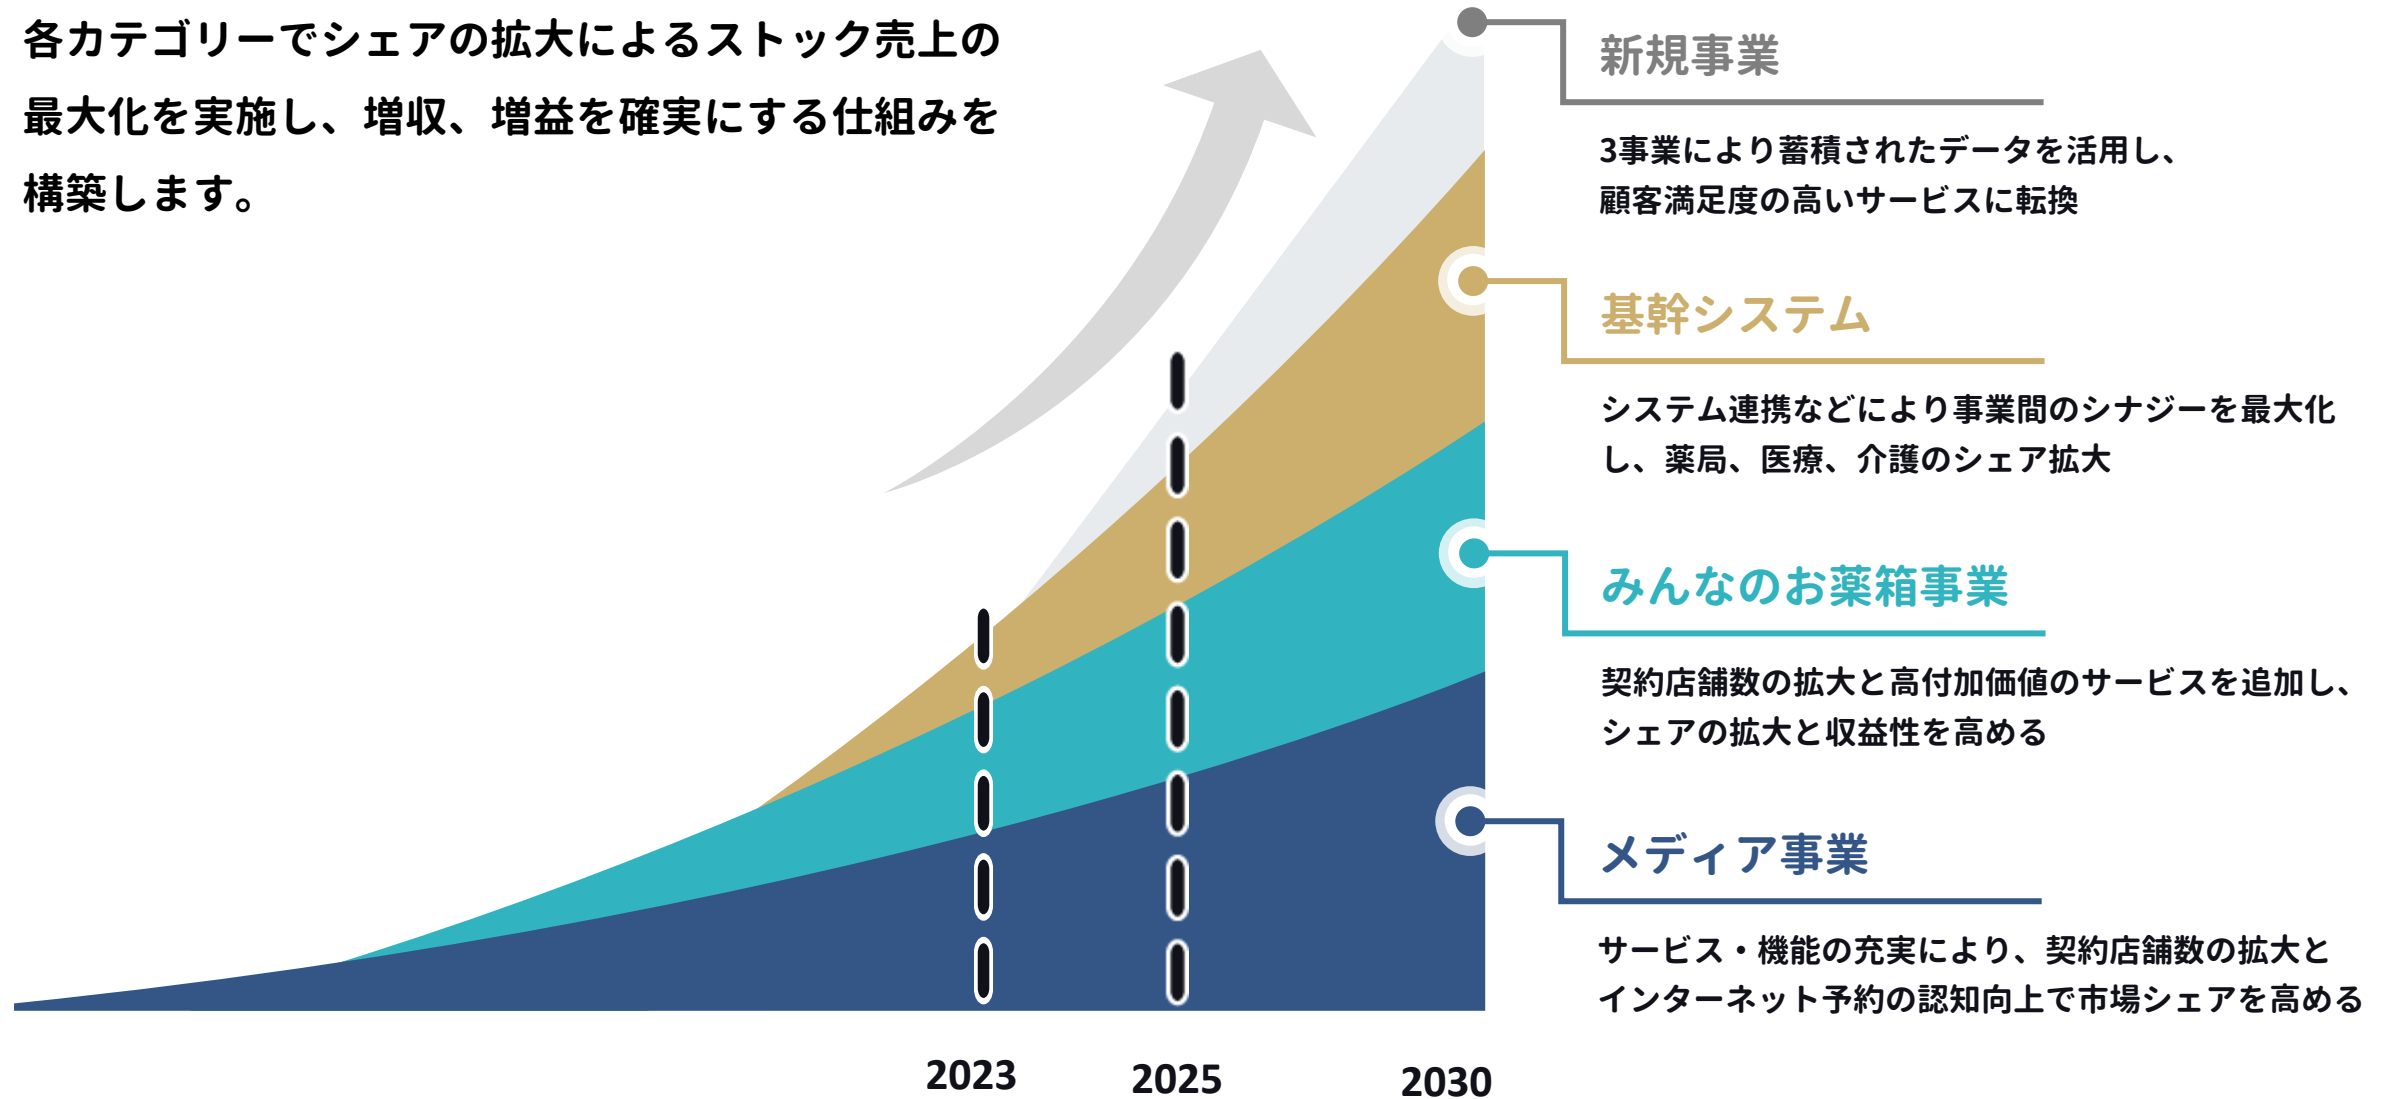 各カテゴリーでシェアの拡大によるストック売上の
最大化を実施し、増収、増益を確実にする仕組みを
構築します。
新規事業
3事業により蓄積されたデータを活用し、
顧客満足度の高いサービスに転換
基幹システム
システム連携などにより事業間のシナジーを最大化
し、薬局、医療、介護のシェア拡大
みんなのお薬箱事業
契約店舗数の拡大と高付加価値のサービスを追加し、
シェアの拡大と収益性を高める
メディア事業
サービス・機能の充実により、契約店舗数の拡大と
インターネット予約の認知向上で市場シェアを高める
2023
2025
2030